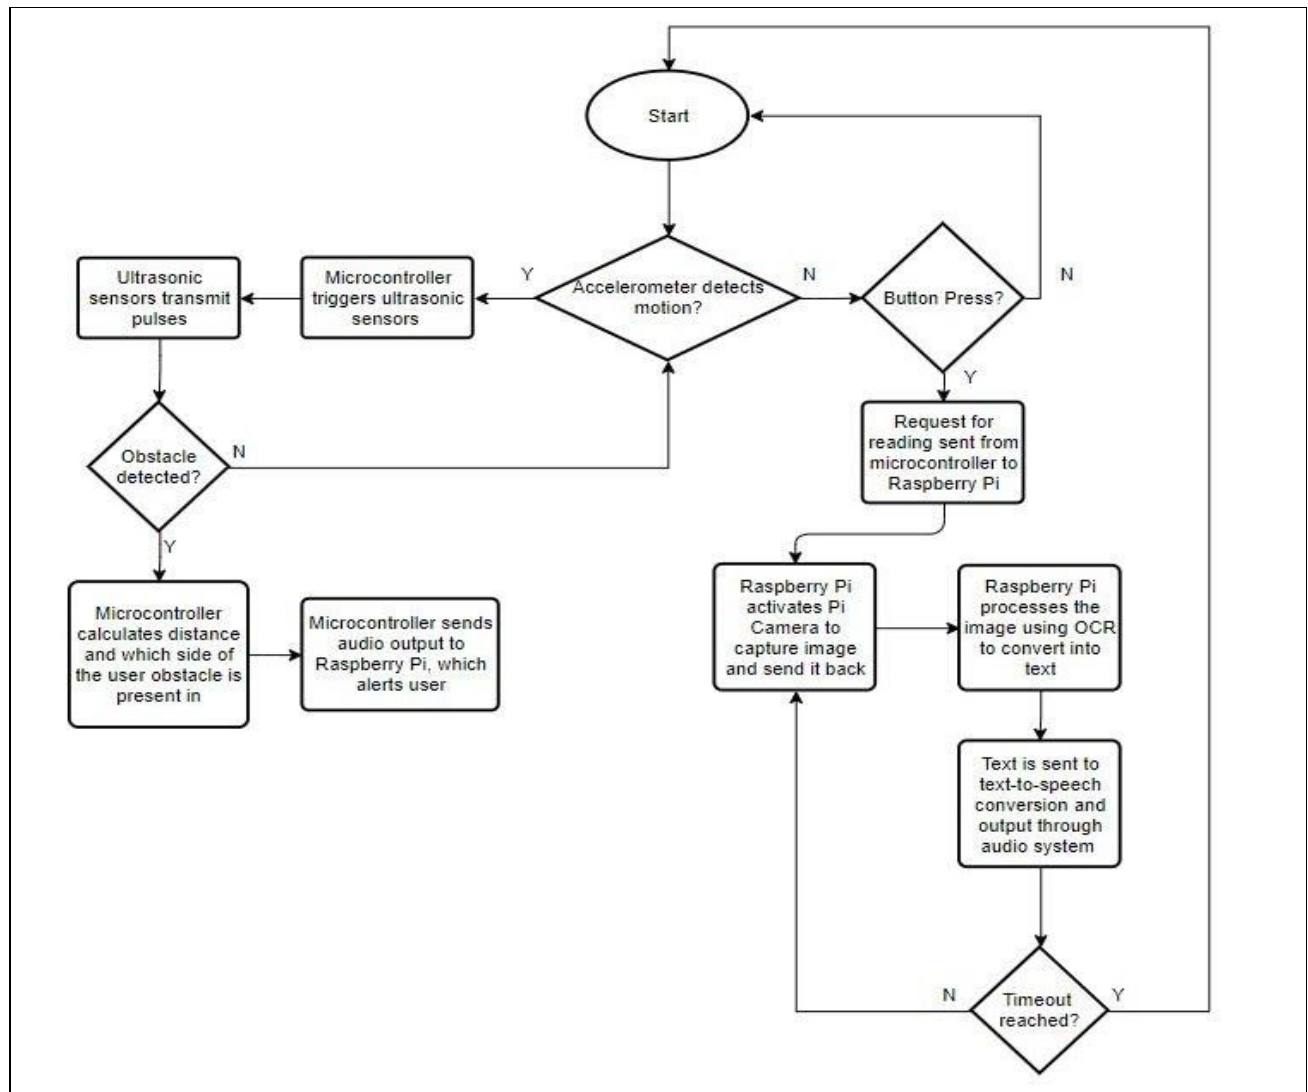 Start
Accelerometer detects
motion?
Y
N
Microcontroller
triggers ultrasonic
sensors
Ultrasonic
sensors transmit
pulses
Obstacle
detected?
N
Y
Microcontroller
calculates distance
and which side of
the user obstacle is
present in
Microcontroller sends
audio output to
Raspberry Pi, which
alerts user
Button Press?
N
Y
Request for
reading sent from
microcontroller to
Raspberry Pi
Raspberry Pi
activates Pi
Camera to
capture image
and send it back
Raspberry Pi
processes the
image using OCR
to convert into
text
Text is sent to
text-to-speech
conversion and
output through
audio system
Timeout
reached?
N
Y